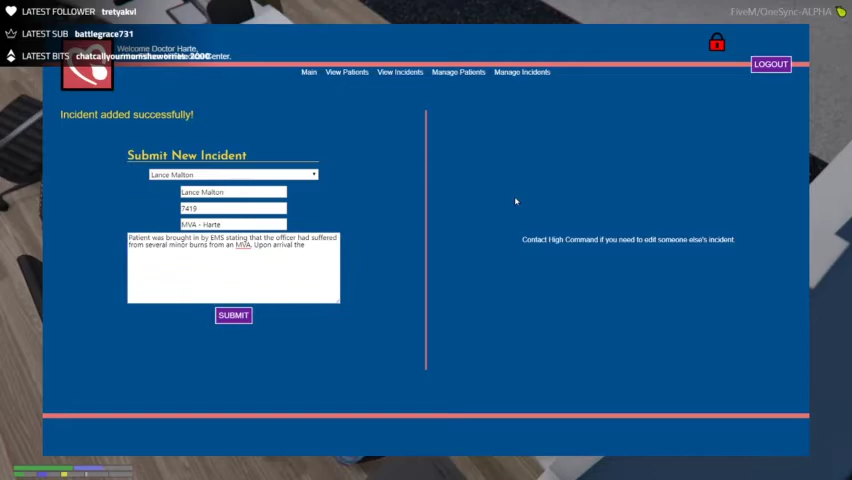 LATEST FOLLOWER tretyakvl
FiveM/OneSync-ALPHA
LATEST SUB battlegrace731
Welcome Doctor Harte,
LATEST BITS
Center.
LOGOUT
Main View Patients View Incidents Manage Patients Manage Incidents
Incident added successfully!
Submit New Incident
Lance Malton
Lance Malton
7419
MVA - Harte
Patient was brought in by EMS stating that the officer had suffered
from several minor burns from an MVA. Upon arrival the
SUBMIT
Contact High Command if you need to edit someone else's incident.